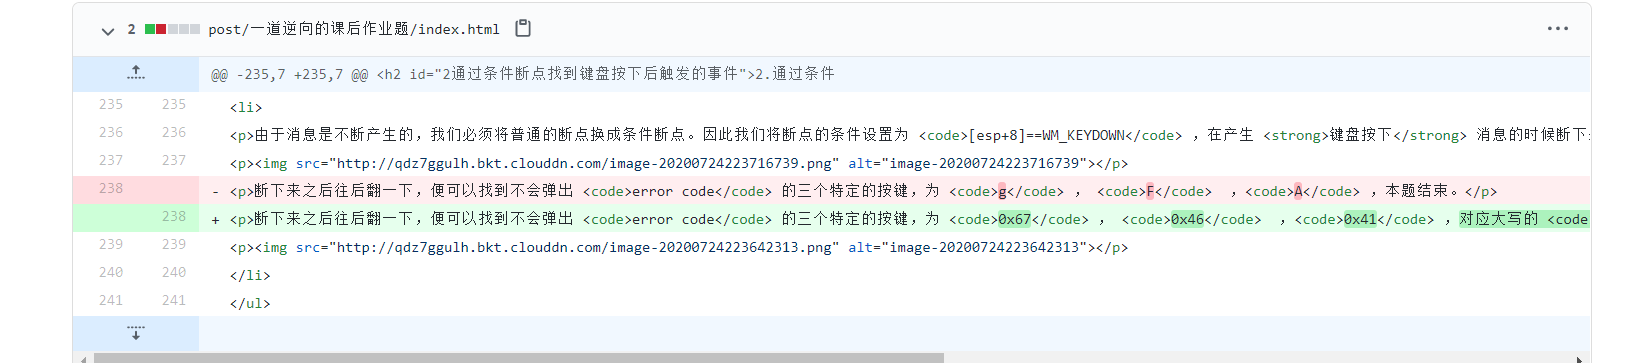 2 post/一道逆向的课后作业题/index.html
@@ -235,7 +235,7 @@ <h2 id="2通过条件断点找到键盘按下后触发的事件">2.通过条件
235 235 <li>
236 236 <p>由于消息是不断产生的，我们必须将普通的断点换成条件断点。因此我们将断点的条件设置为 <code>[esp+8]==WM_KEYDOWN</code> ，在产生 <strong>键盘按下</strong> 消息的时候断下
237 237 <p><img src="http://qdz7ggulh.bkt.clouddn.com/image-20200724223716739.png" alt="image-20200724223716739"></p>
238 - <p>断下来之后往后翻一下，便可以找到不会弹出 <code>error code</code> 的三个特定的按键，为 <code>g</code> ， <code>F</code> ，<code>A</code> ，本题结束。</p>
238 + <p>断下来之后往后翻一下，便可以找到不会弹出 <code>error code</code> 的三个特定的按键，为 <code>0x67</code> ， <code>0x46</code> ，<code>0x41</code> ，对应大写的 <code
239 239 <p><img src="http://qdz7ggulh.bkt.clouddn.com/image-20200724223642313.png" alt="image-20200724223642313"></p>
240 240 </li>
241 241 </ul>